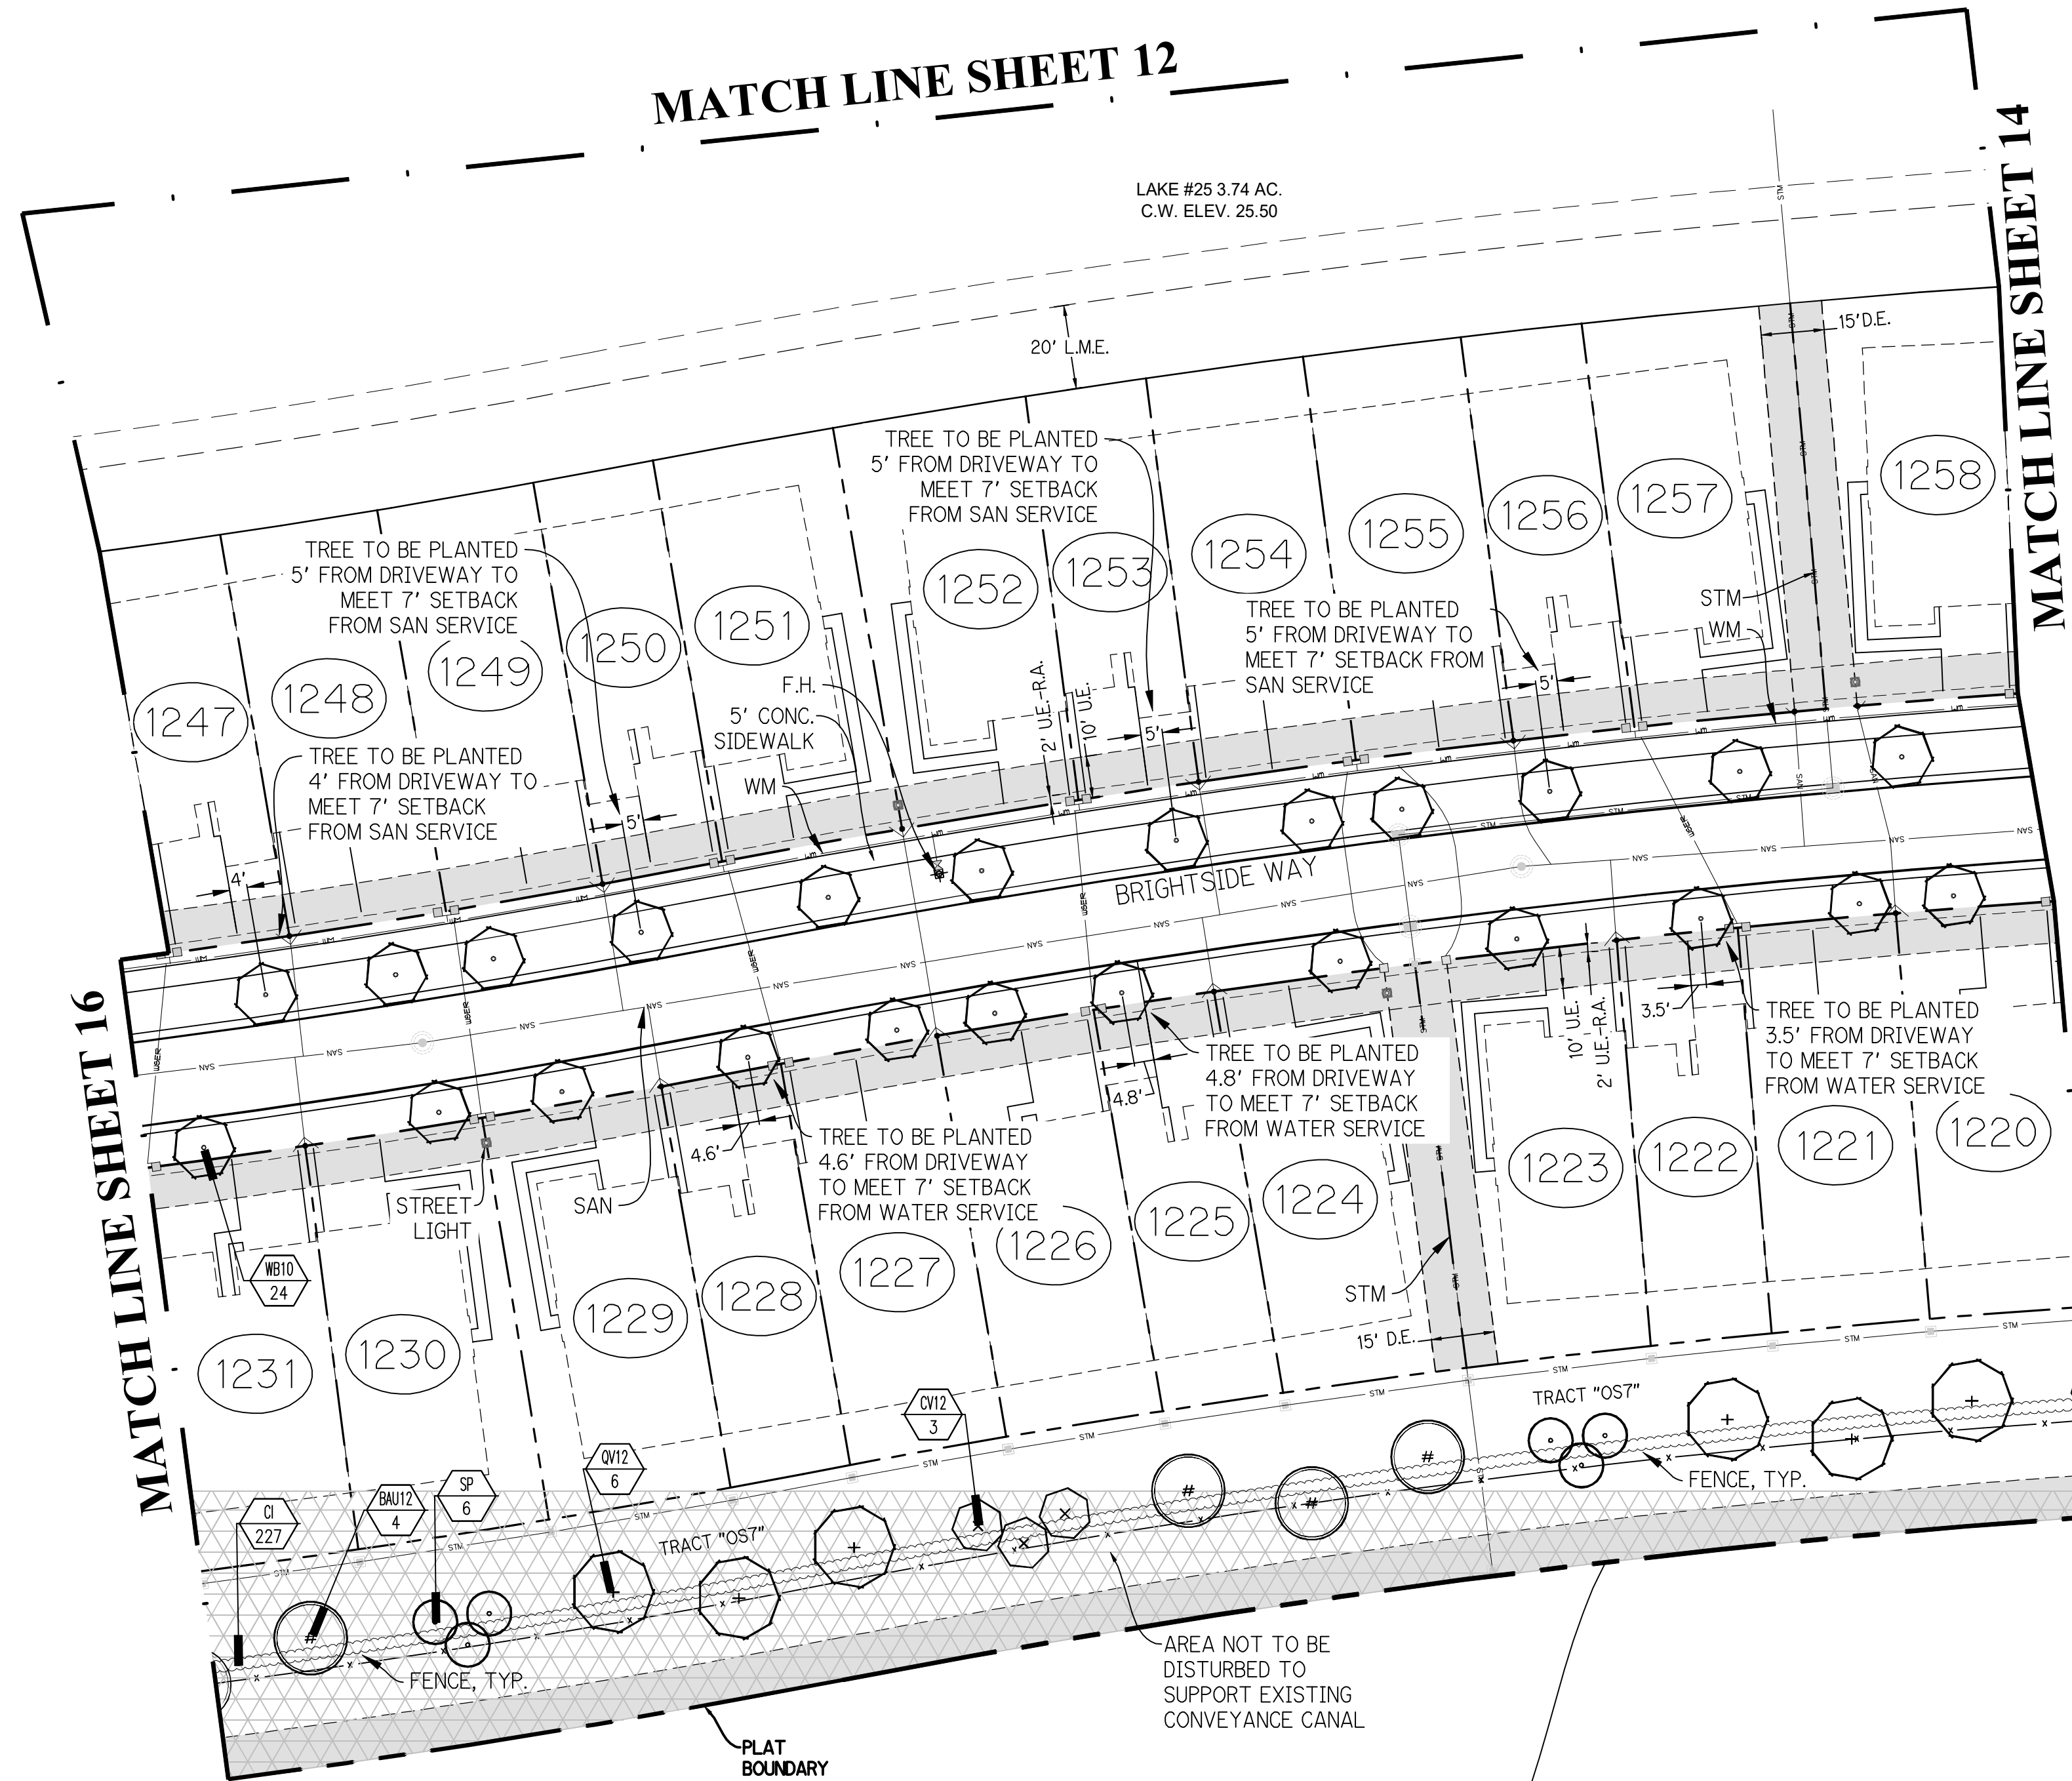 MATCH LINE SHEET 12
MATCH LINE SHEET 14
MATCH LINE SHEET 16
LAKE #25 3.74 AC.
C.W. ELEV. 25.50
20' L.M.E.
15'D.E.
TREE TO BE PLANTED
5' FROM DRIVEWAY TO
MEET 7' SETBACK
FROM SAN SERVICE
TREE TO BE PLANTED
5' FROM DRIVEWAY TO
MEET 7' SETBACK
FROM SAN SERVICE
TREE TO BE PLANTED
5' FROM DRIVEWAY TO
MEET 7' SETBACK FROM
SAN SERVICE
TREE TO BE PLANTED
4' FROM DRIVEWAY TO
MEET 7' SETBACK
FROM SAN SERVICE
1247
1248
1249
1250
1251
1252
1253
1254
1255
1256
1257
1258
STM
WM
F.H.
5' CONC.
SIDEWALK
WM
2' U.E.-R.A.
10' U.E.
4'
5'
5'
5'
BRIGHTSIDE WAY
SAN
STM
WM
10' U.E.
2' U.E.-R.A.
3.5'
4.8'
4.6'
TREE TO BE PLANTED
3.5' FROM DRIVEWAY
TO MEET 7' SETBACK
FROM WATER SERVICE
TREE TO BE PLANTED
4.8' FROM DRIVEWAY
TO MEET 7' SETBACK
FROM WATER SERVICE
TREE TO BE PLANTED
4.6' FROM DRIVEWAY
TO MEET 7' SETBACK
FROM WATER SERVICE
STREET
LIGHT
SAN
WB10
24
1231
1230
1229
1228
1227
1226
1225
1224
1223
1222
1221
1220
STM
15' D.E.
CV12
3
QV12
6
SP
6
BAU12
4
CI
227
TRACT "OS7"
TRACT "OS7"
FENCE, TYP.
FENCE, TYP.
AREA NOT TO BE
DISTURBED TO
SUPPORT EXISTING
CONVEYANCE CANAL
PLAT
BOUNDARY